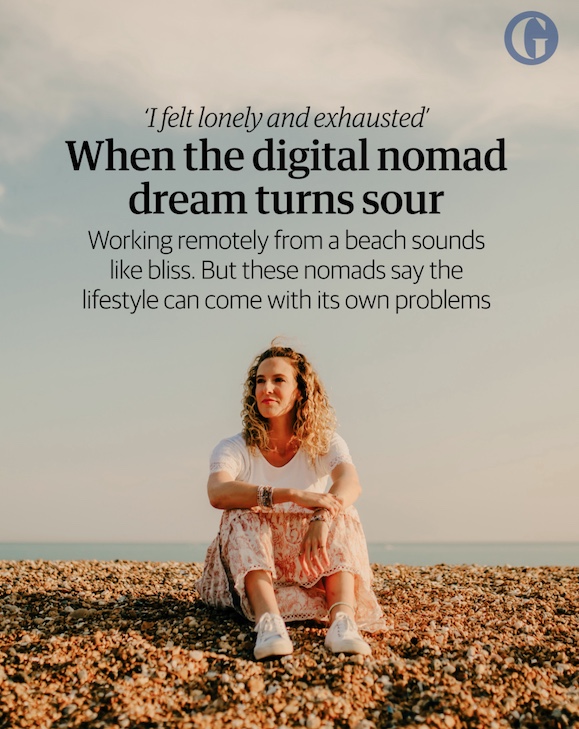 G
‘I felt lonely and exhausted’
When the digital nomad
dream turns sour
Working remotely from a beach sounds
like bliss. But these nomads say the
lifestyle can come with its own problems